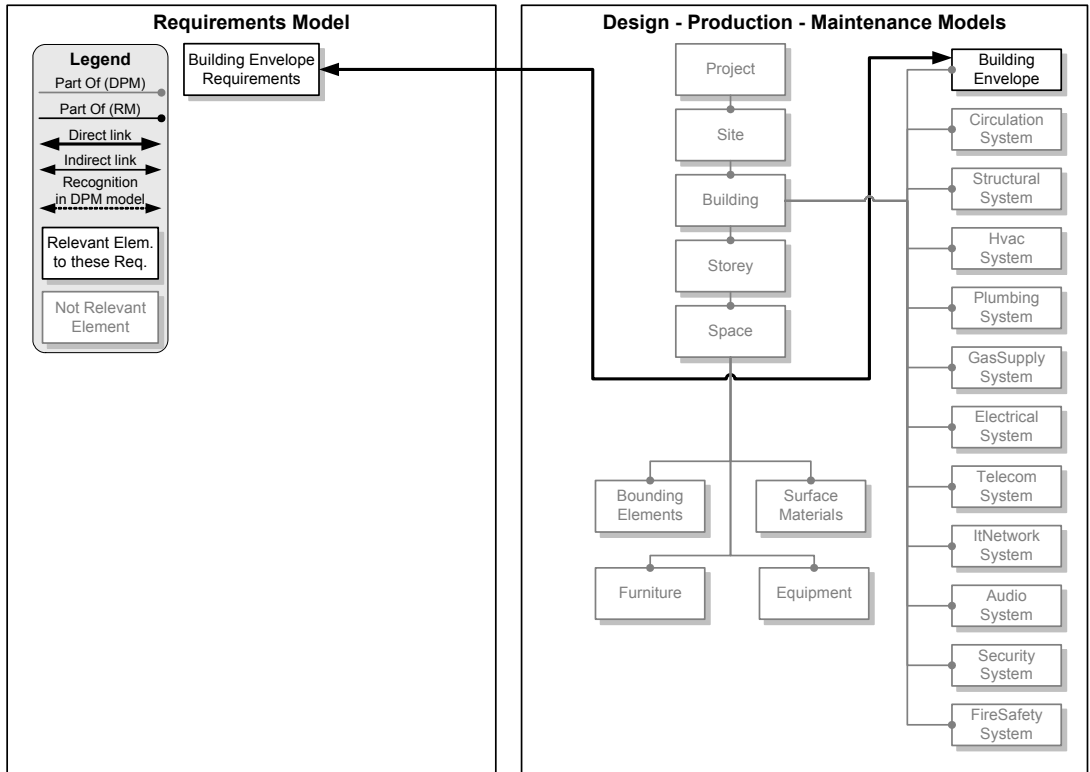 Requirements Model
Legend
Part Of (DPM)
Part Of (RM)
Direct link
Indirect link
Recognition
in DPM model
Relevant Elem.
to these Req.
Not Relevant
Element
Building Envelope
Requirements
Design - Production - Maintenance Models
Project
Site
Building
Storey
Space
Bounding
Elements
Surface
Materials
Furniture
Equipment
Building
Envelope
Circulation
System
Structural
System
Hvac
System
Plumbing
System
GasSupply
System
Electrical
System
Telecom
System
ItNetwork
System
Audio
System
Security
System
FireSafety
System